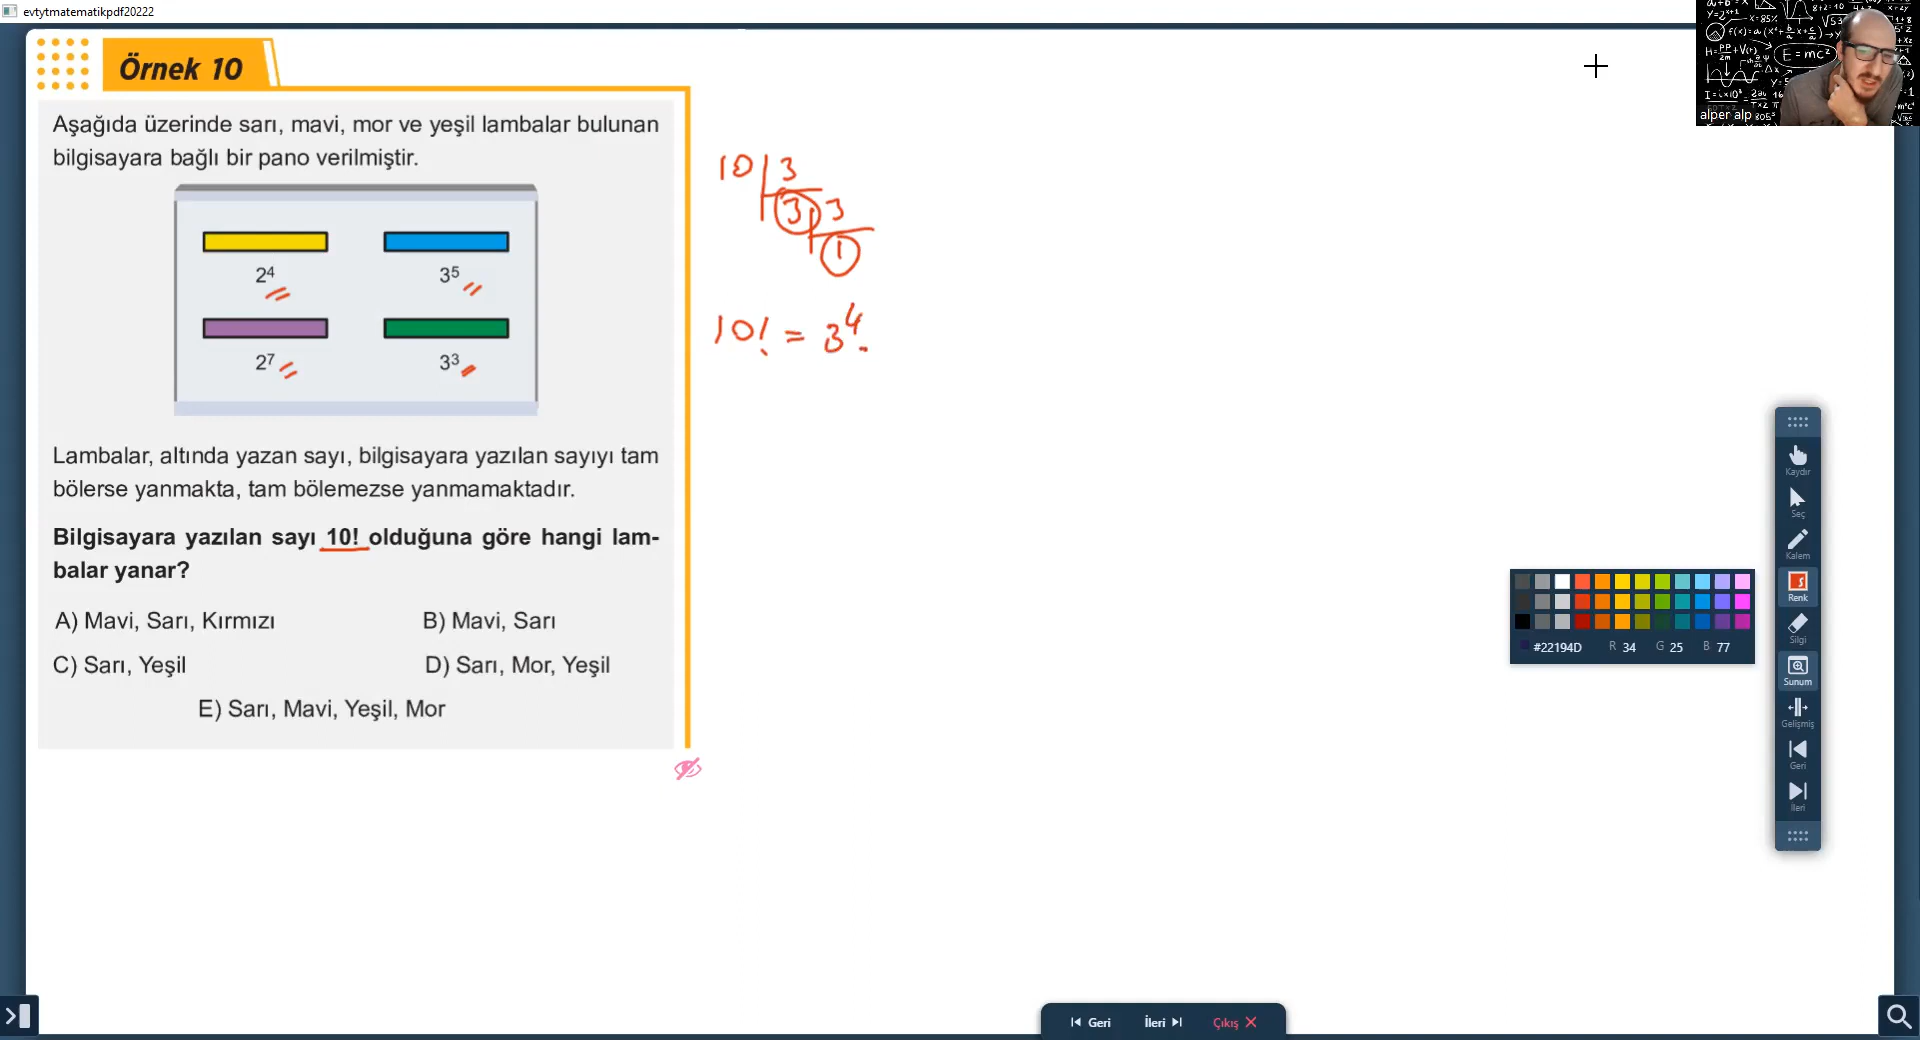 evtytmatematikpdf20222
Örnek 10
Aşağıda üzerinde sarı, mavi, mor ve yeşil lambalar bulunan
bilgisayara bağlı bir pano verilmiştir.
2⁴ 3⁵
2⁷ 3³
Lambalar, altında yazan sayı, bilgisayara yazılan sayıyı tam
bölerse yanmakta, tam bölemezse yanmamaktadır.
Bilgisayara yazılan sayı 10! olduğuna göre hangi lam-
balar yanar?
A) Mavi, Sarı, Kırmızı B) Mavi, Sarı
C) Sarı, Yeşil D) Sarı, Mor, Yeşil
E) Sarı, Mavi, Yeşil, Mor
10 3
3 3
1
10! = 3⁴.
E=mc²
alper alp
Kaydır
Seç
Kalem
Renk
Silgi
Sunum
Gelişmiş
Geri
İleri
#22194D R 34 G 25 B 77
Geri İleri Çıkış